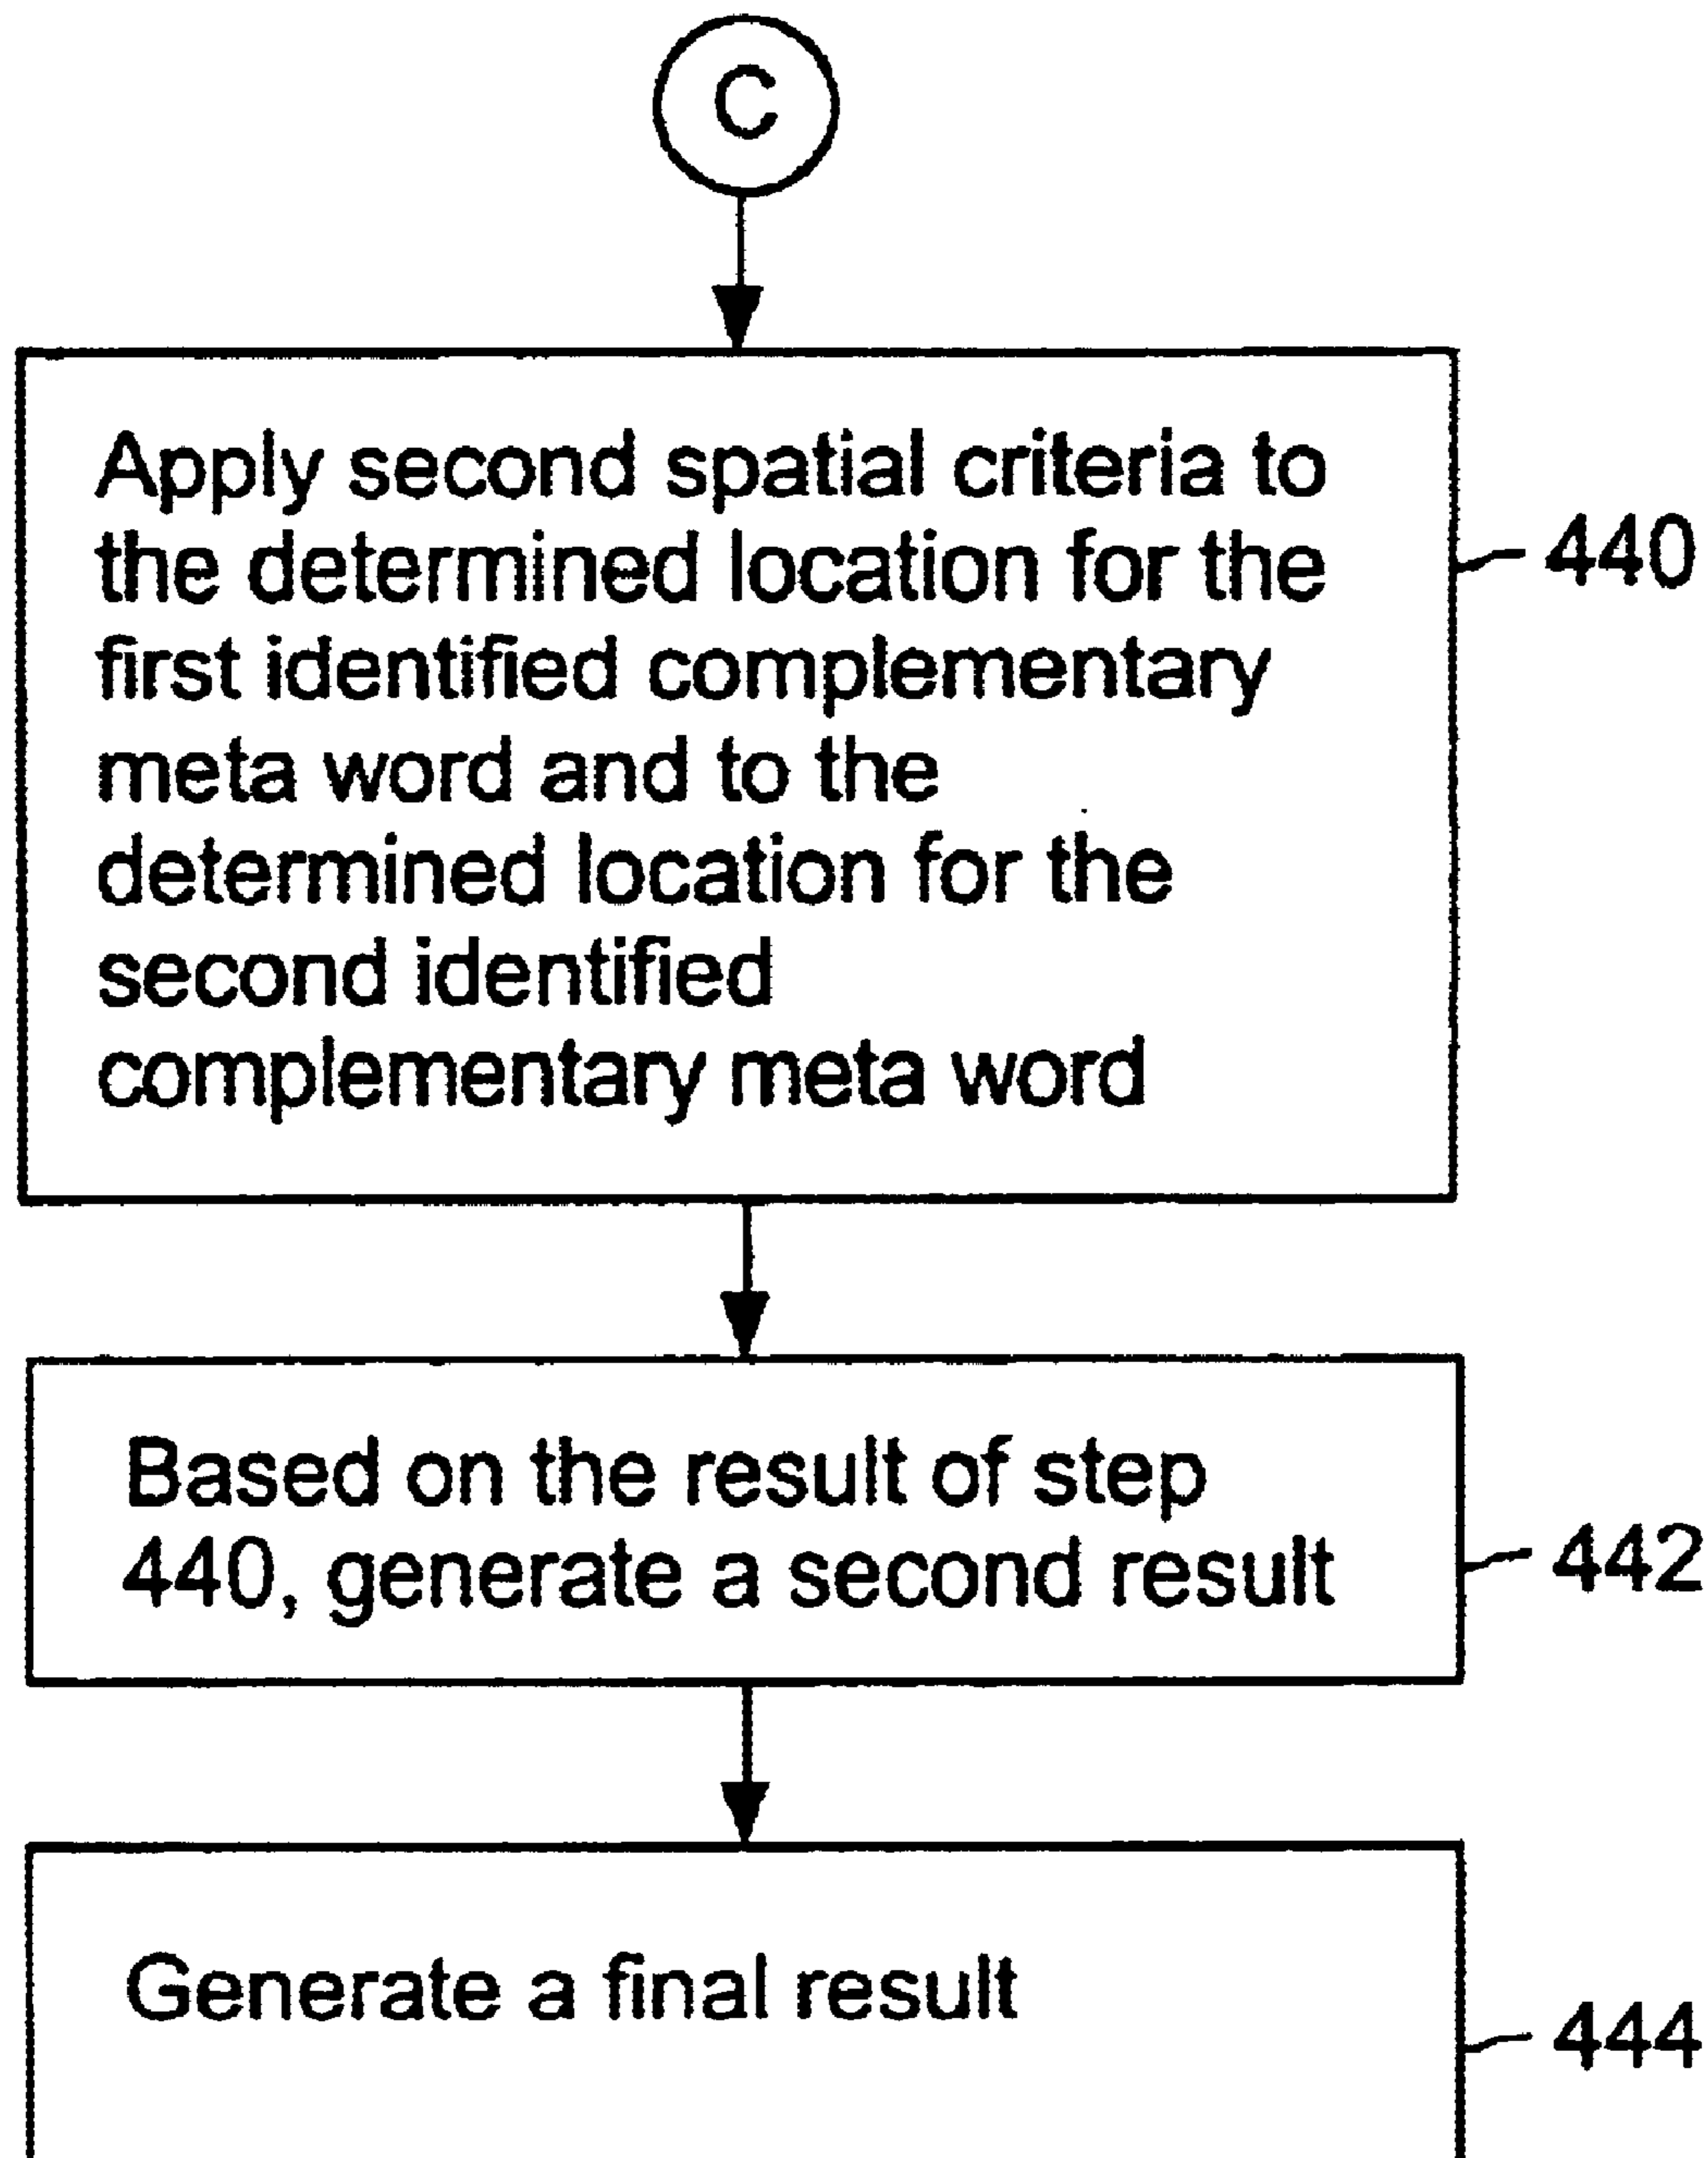 C
Apply second spatial criteria to
the determined location for the
first identified complementary
meta word and to the
determined location for the
second identified
complementary meta word
440
Based on the result of step
440, generate a second result
442
Generate a final result
444